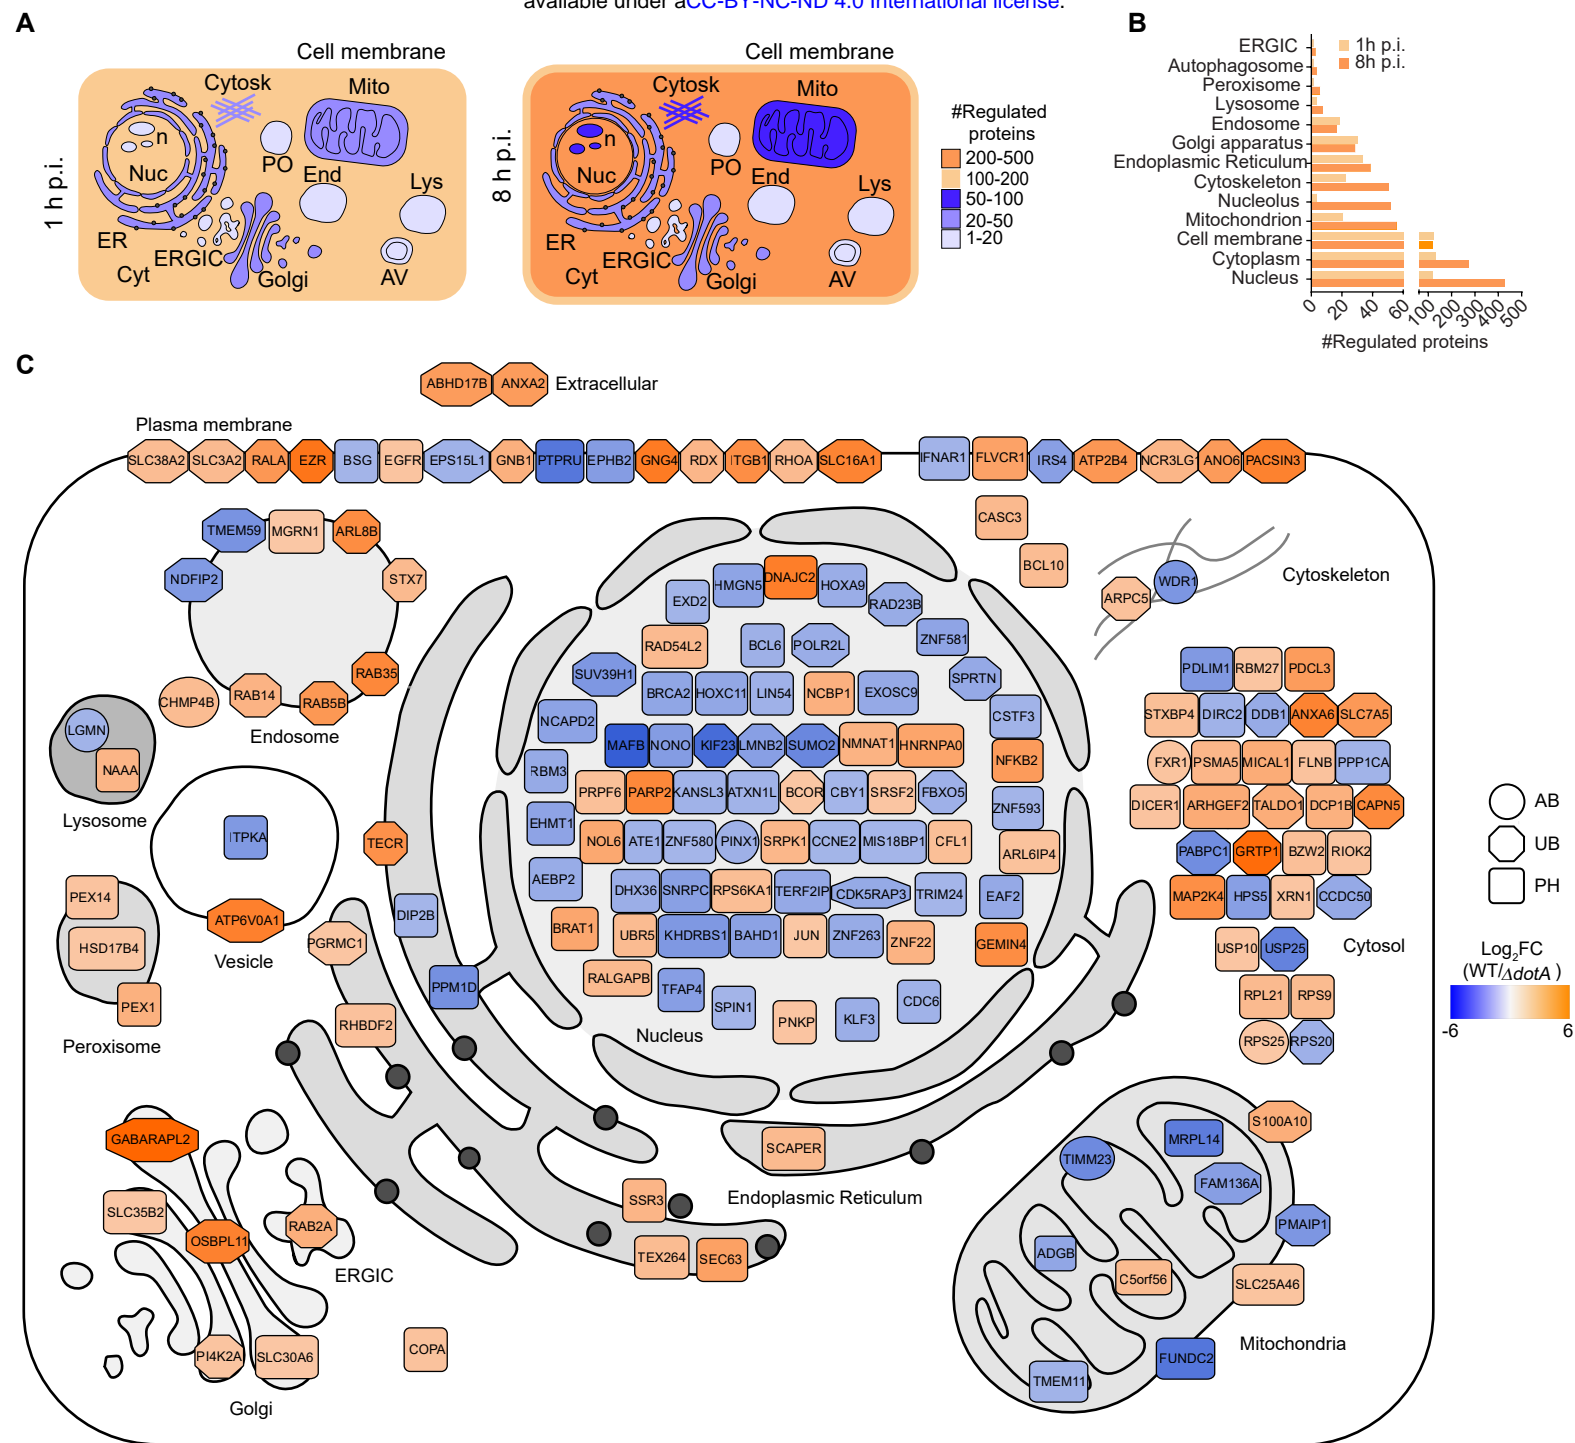 available under aCC-BY-NC-ND 4.0 International license.
A
Cell membrane
Cytosk
Mito
n
Nuc
PO
End
Lys
ER
ERGIC
Cyt
Golgi
AV
1 h p.i.
Cell membrane
Cytosk
Mito
n
Nuc
PO
End
Lys
ER
ERGIC
Cyt
Golgi
AV
8 h p.i.
#Regulated
proteins
200-500
100-200
50-100
20-50
1-20
B
1h p.i.
8h p.i.
ERGIC
Autophagosome
Peroxisome
Lysosome
Endosome
Golgi apparatus
Endoplasmic Reticulum
Cytoskeleton
Nucleolus
Mitochondrion
Cell membrane
Cytoplasm
Nucleus
0 20 40 60 100 200 300 400 500
#Regulated proteins
C
ABHD17B ANXA2 Extracellular
Plasma membrane
SLC38A2 SLC3A2 RALA EZR BSG EGFR EPS15L1 GNB1 PTPRU EPHB2 GNG4 RDX ITGB1 RHOA SLC16A1 IFNAR1 FLVCR1 IRS4 ATP2B4 NCR3LG1 ANO6 PACSIN3
CASC3
BCL10
TMEM59 MGRN1 ARL8B
NDFIP2 STX7
RAB35
CHMP4B RAB14 RAB5B
Endosome
LGMN
NAAA
Lysosome
ITPKA
ATP6V0A1
Vesicle
PEX14
HSD17B4
PEX1
Peroxisome
TECR
DIP2B
PGRMC1
PPM1D
RHBDF2
SCAPER
SSR3
TEX264 SEC63
Endoplasmic Reticulum
HMGN5 DNAJC2 HOXA9
EXD2 RAD23B
RAD54L2 BCL6 POLR2L ZNF581
SUV39H1 SPRTN
BRCA2 HOXC11 LIN54 NCBP1 EXOSC9
NCAPD2 CSTF3
MAFB NONO KIF23 LMNB2 SUMO2 NMNAT1 HNRNPA0
RBM3 NFKB2
PRPF6 PARP2 KANSL3 ATXN1L BCOR CBY1 SRSF2 FBXO5
ZNF593
EHMT1
NOL6 ATE1 ZNF580 PINX1 SRPK1 CCNE2 MIS18BP1 CFL1
ARL6IP4
AEBP2
DHX36 SNRPC RPS6KA1 TERF2IP CDK5RAP3 TRIM24 EAF2
BRAT1 UBR5 KHDRBS1 BAHD1 JUN ZNF263 ZNF22 GEMIN4
RALGAPB TFAP4 SPIN1 PNKP KLF3 CDC6
Nucleus
ARPC5 WDR1
Cytoskeleton
PDLIM1 RBM27 PDCL3
STXBP4 DIRC2 DDB1 ANXA6 SLC7A5
FXR1 PSMA5 MICAL1 FLNB PPP1CA
DICER1 ARHGEF2 TALDO1 DCP1B CAPN5
PABPC1 GRTP1 BZW2 RIOK2
MAP2K4 HPS5 XRN1 CCDC50
USP10 USP25
Cytosol
RPL21 RPS9
RPS25 RPS20
AB
UB
PH
Log2FC
(WT/ΔdotA )
-6 6
GABARAPL2
SLC35B2
OSBPL11
PI4K2A SLC30A6
Golgi
RAB2A
ERGIC
COPA
S100A10
MRPL14
TIMM23
FAM136A
PMAIP1
ADGB
C5orf56
SLC25A46
FUNDC2
TMEM11
Mitochondria